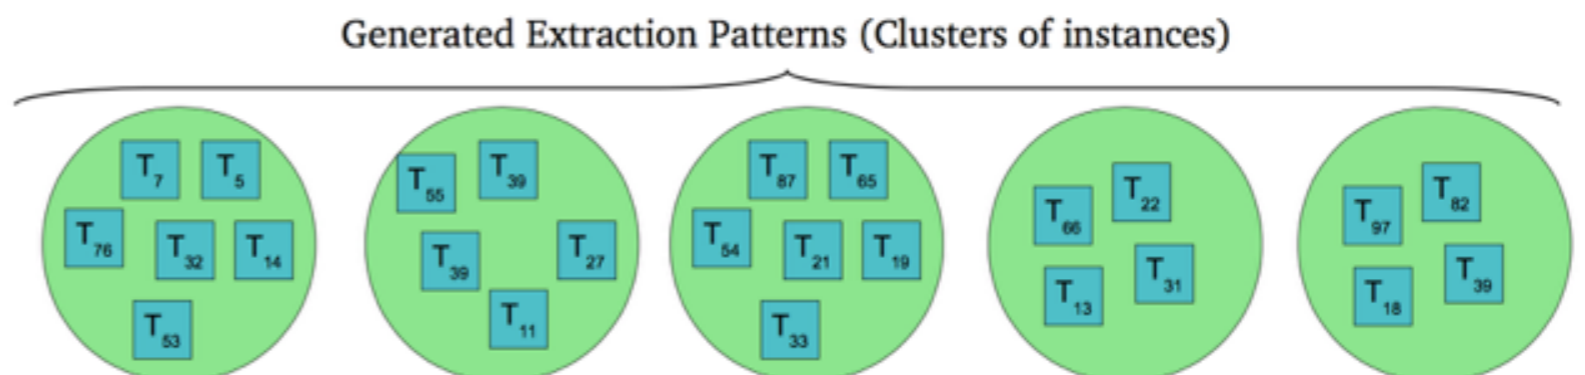 Generated Extraction Patterns (Clusters of instances)
T7 T5
T76 T32 T14
T53
T55 T39
T39 T27
T11
T87 T65
T54 T21 T19
T33
T66 T22
T13 T31
T97 T82
T18 T39